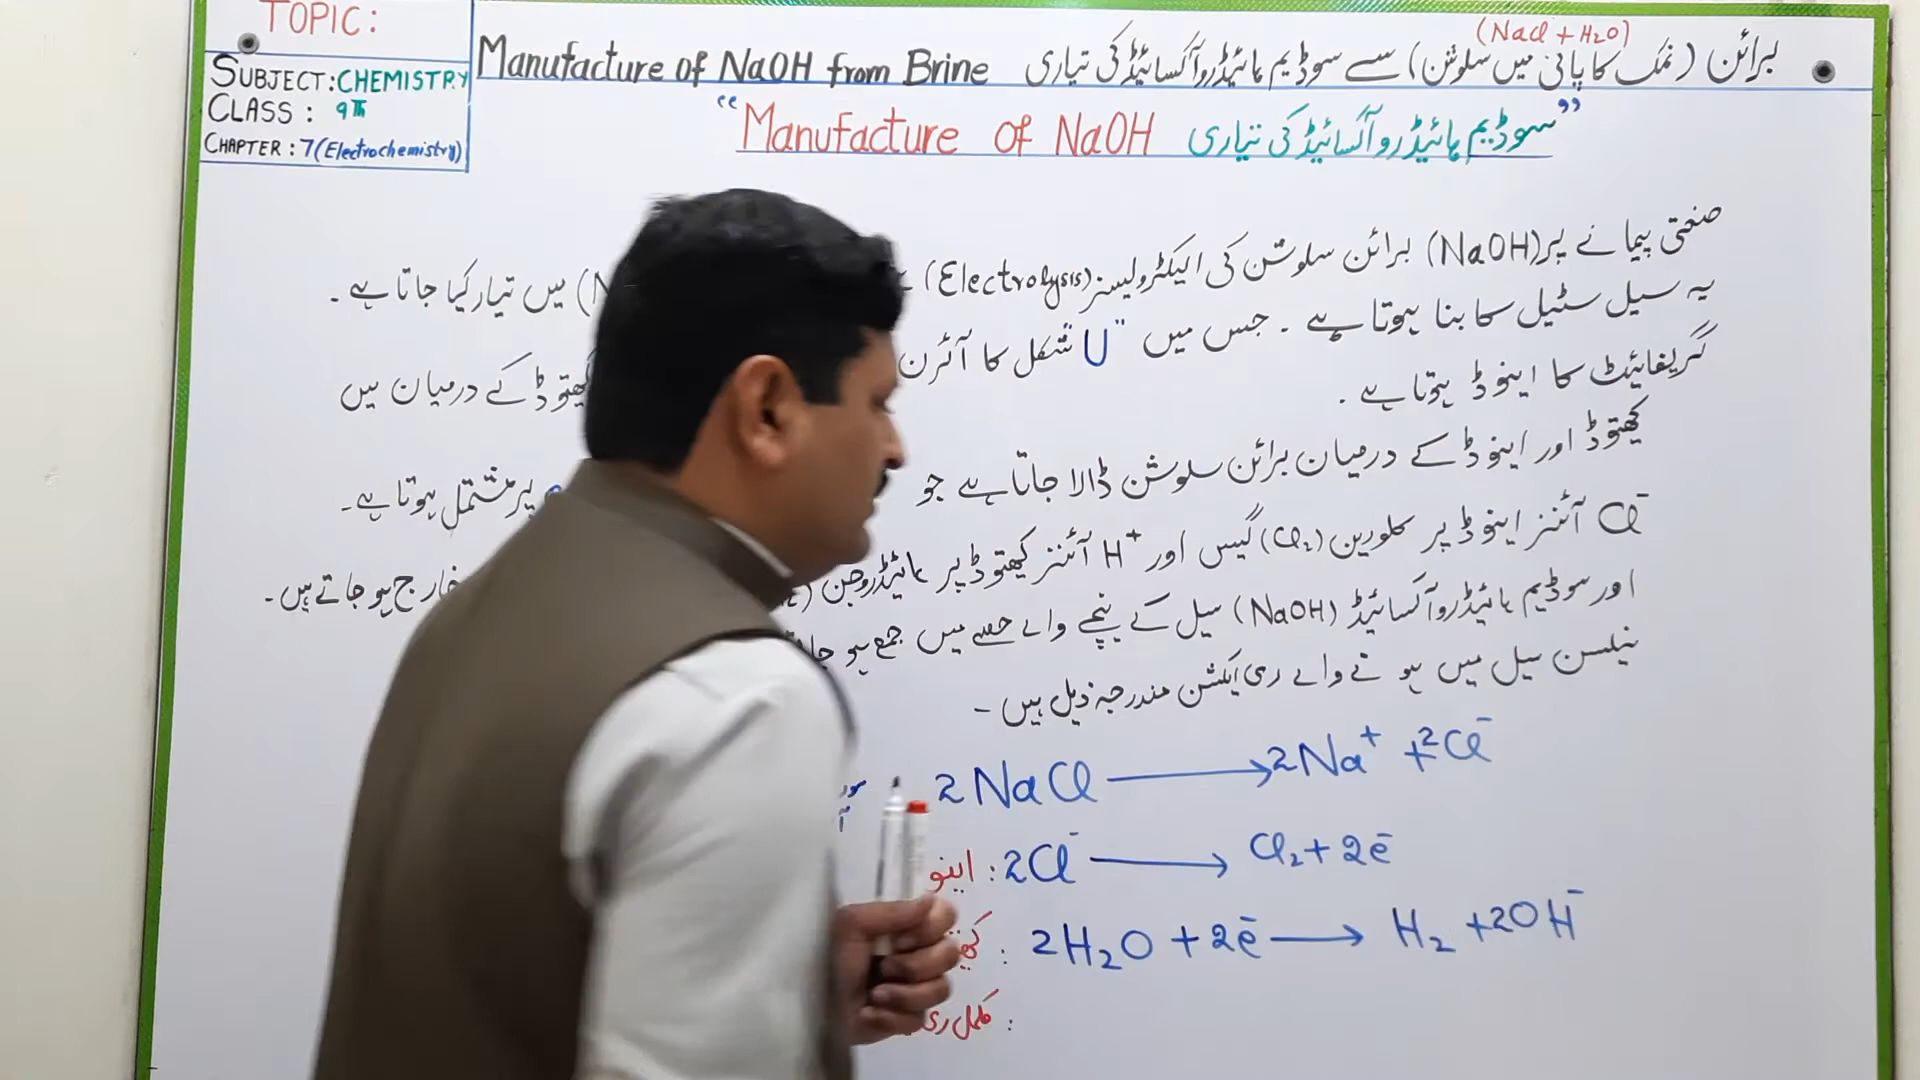 TOPIC:
SUBJECT: CHEMISTRY
CLASS: 9th
CHAPTER: 7 (Electrochemistry)
(Nacl + H2O)
Manufacture of NaOH from Brine برائن (نمک کا پانی میں سلوشن) سے سوڈیم ہائیڈروآکسائیڈ کی تیاری
“Manufacture of NaOH سوڈیم ہائیڈروآکسائیڈ کی تیاری”
صنعتی پیمانے پر (NaOH) برائن سلوشن کی الیکٹرولیسز (Electrolysis) میں تیار کیا جاتا ہے ۔
یہ سیل سٹیل کا بنا ہوتا ہے ۔ جس میں "U" شکل کا آئرن کیتھوڈ کے درمیان میں
گریفائیٹ کا اینوڈ ہوتا ہے ۔
کیتھوڈ اور اینوڈ کے درمیان برائن سلوشن ڈالا جاتا ہے جو پر مشتمل ہوتا ہے۔
Cl⁻ آئنز اینوڈ پر کلورین (Cl₂) گیس اور H⁺ آئنز کیتھوڈ پر ہائیڈروجن خارج ہو جاتے ہیں۔
اور سوڈیم ہائیڈروآکسائیڈ (NaOH) سیل کے نچلے والے حصے میں جمع ہو
نیلسن سیل میں ہونے والے ری ایکشن مندرجہ ذیل ہیں ۔
2NaCl ⟶ 2Na⁺ + 2Cl⁻
اینو : 2Cl⁻ ⟶ Cl₂ + 2e⁻
: 2H₂O + 2e⁻ ⟶ H₂ + 2OH⁻
مکمل ری :